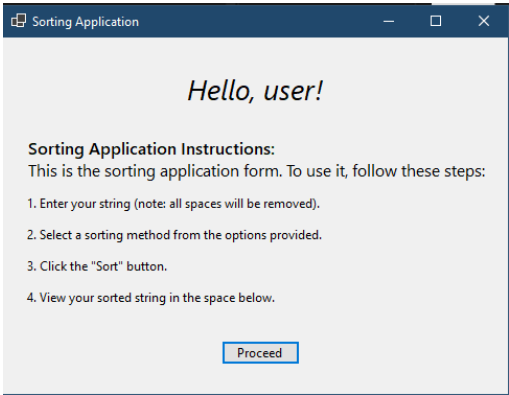 Sorting Application
Hello, user!
Sorting Application Instructions:
This is the sorting application form. To use it, follow these steps:
1. Enter your string (note: all spaces will be removed).
2. Select a sorting method from the options provided.
3. Click the "Sort" button.
4. View your sorted string in the space below.
Proceed